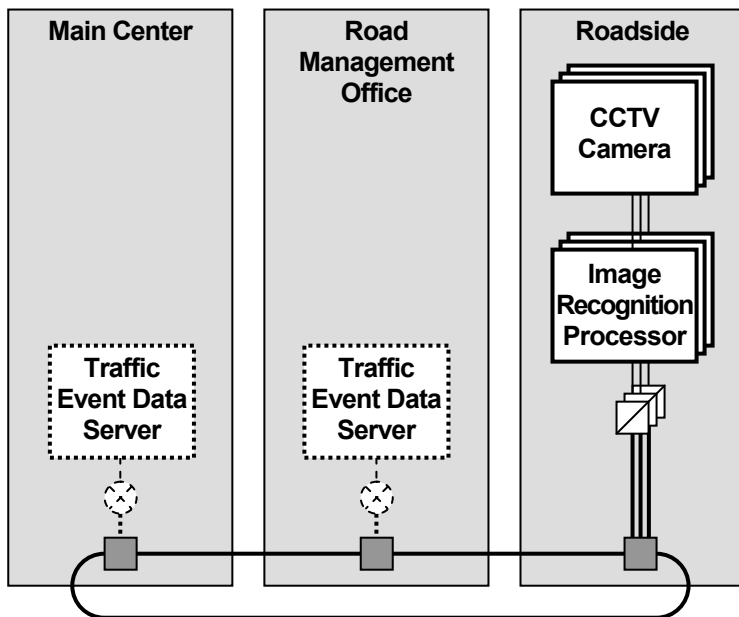 Main Center
Road
Management
Office
Roadside
CCTV
Camera
Image
Recognition
Processor
Traffic
Event Data
Server
Traffic
Event Data
Server